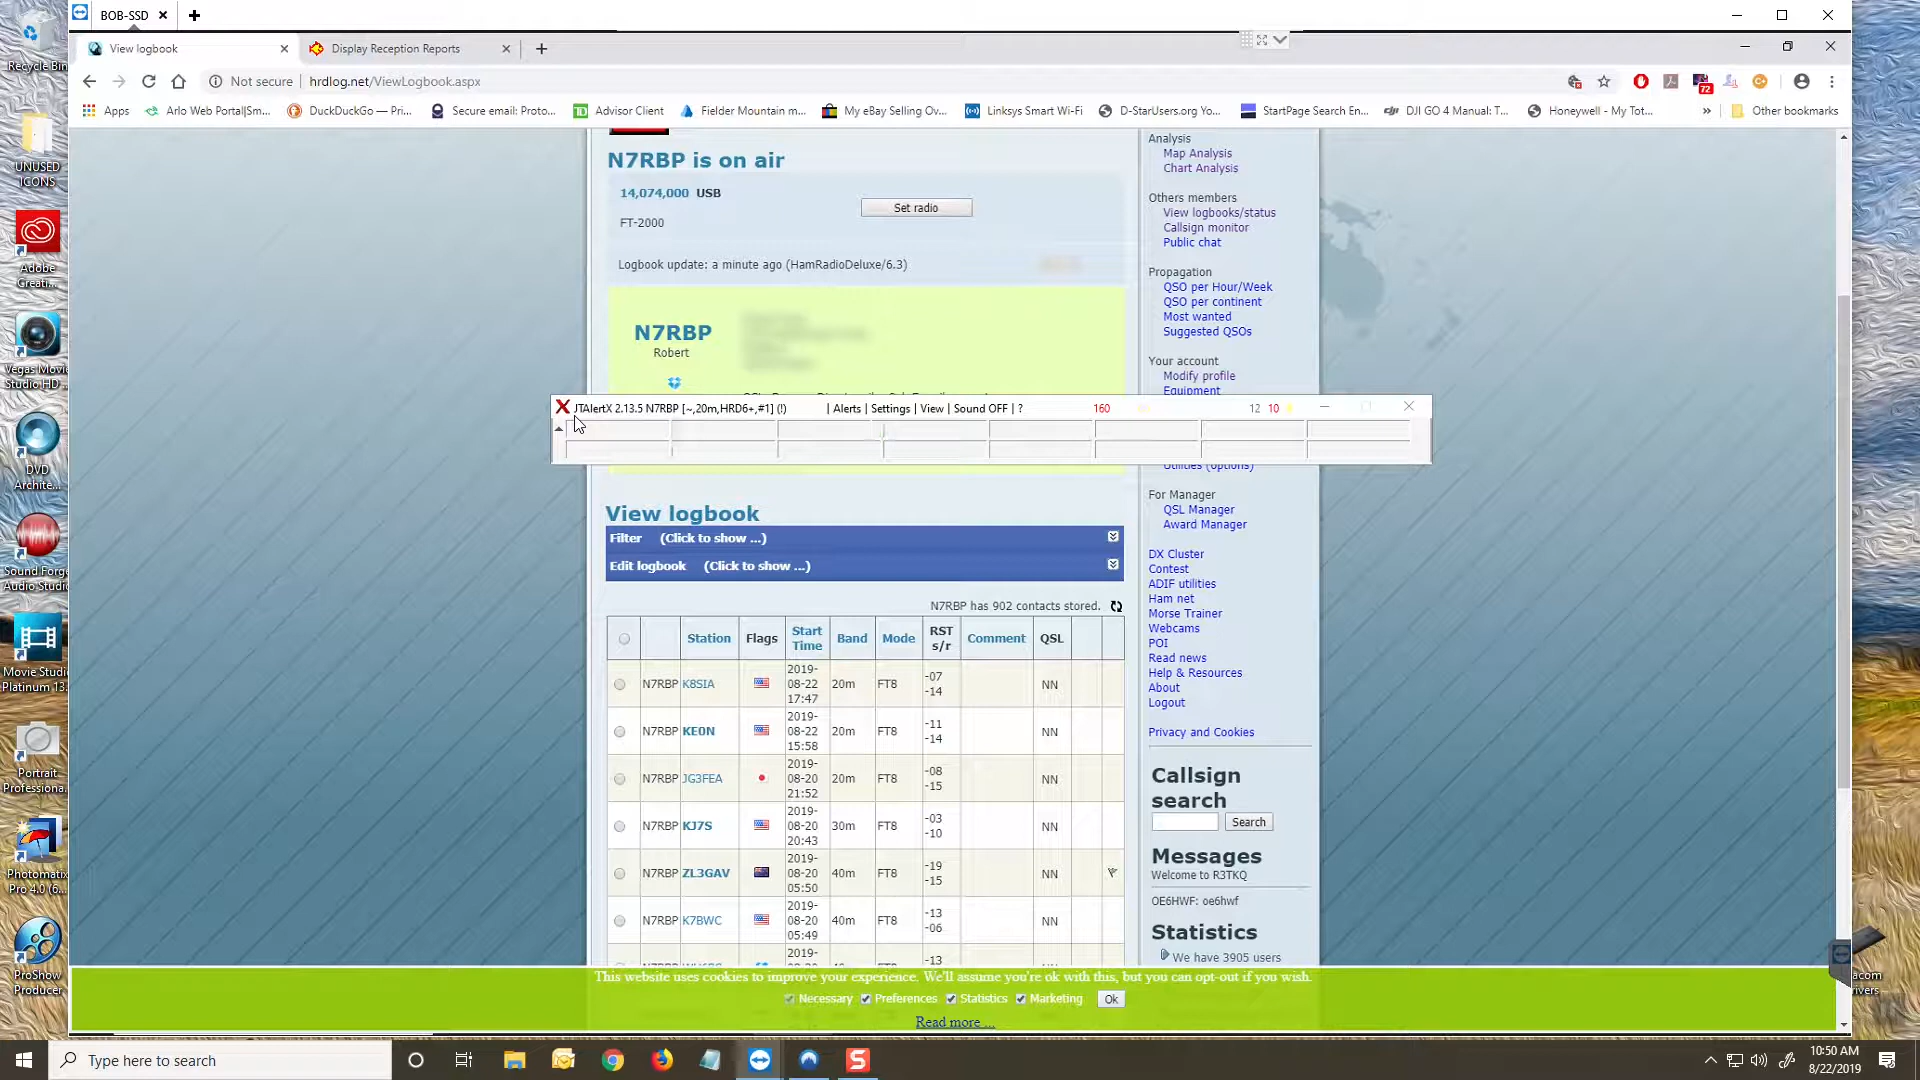 BOB-SSD
View logbook
Display Reception Reports
Not secure
hrdlog.net/ViewLogbook.aspx
72
Apps
Arlo Web Portal|Sm...
DuckDuckGo — Pri...
Secure email: Proto...
Advisor Client
Fielder Mountain m...
My eBay Selling Ov...
Linksys Smart Wi-Fi
D-StarUsers.org Yo...
StartPage Search En...
DJI GO 4 Manual: T...
Honeywell - My Tot...
»
Other bookmarks
Recycle Bin
UNUSED
ICONS
Adobe
Creati...
Vegas Movie
Studio HD ...
DVD
Archite...
Sound Forge
Audio Studio
Movie Studio
Platinum 13...
Portrait
Professiona...
Photomatix
Pro 4.0 (6...
ProShow
Producer
N7RBP is on air
14,074,000 USB
Set radio
FT-2000
Logbook update: a minute ago (HamRadioDeluxe/6.3)
N7RBP
Robert
JTAlertX 2.13.5 N7RBP [~,20m,HRD6+,#1] (!)
| Alerts | Settings | View | Sound OFF | ?
160
12 10
View logbook
Filter (Click to show ...)
Edit logbook (Click to show ...)
N7RBP has 902 contacts stored.
Station Flags Start Time Band Mode RST s/r Comment QSL
N7RBP K8SIA 2019-08-22 17:47 20m FT8 -07 -14 NN
N7RBP KE0N 2019-08-22 15:58 20m FT8 -11 -14 NN
N7RBP JG3FEA 2019-08-20 21:52 20m FT8 -08 -15 NN
N7RBP KJ7S 2019-08-20 20:43 30m FT8 -03 -10 NN
N7RBP ZL3GAV 2019-08-20 05:50 40m FT8 -19 -15 NN
N7RBP K7BWC 2019-08-20 05:49 40m FT8 -13 -06 NN
2019- -13
Analysis
Map Analysis
Chart Analysis
Others members
View logbooks/status
Callsign monitor
Public chat
Propagation
QSO per Hour/Week
QSO per continent
Most wanted
Suggested QSOs
Your account
Modify profile
Equipment
Utilities (options)
For Manager
QSL Manager
Award Manager
DX Cluster
Contest
ADIF utilities
Ham net
Morse Trainer
Webcams
POI
Read news
Help & Resources
About
Logout
Privacy and Cookies
Callsign
search
Search
Messages
Welcome to R3TKQ
OE6HWF: oe6hwf
Statistics
We have 3905 users
This website uses cookies to improve your experience. We'll assume you're ok with this, but you can opt-out if you wish.
Necessary Preferences Statistics Marketing Ok
Read more ...
Type here to search
10:50 AM
8/22/2019